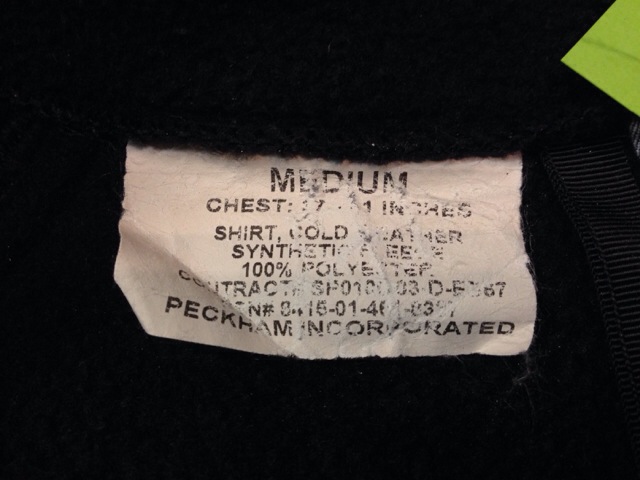 MEDIUM
CHEST: INCHES
SHIRT, COLD WEATHER
SYNTHETIC FLEECE
100% POLYESTER
CONTRACT#
PECKHAM INCORPORATED